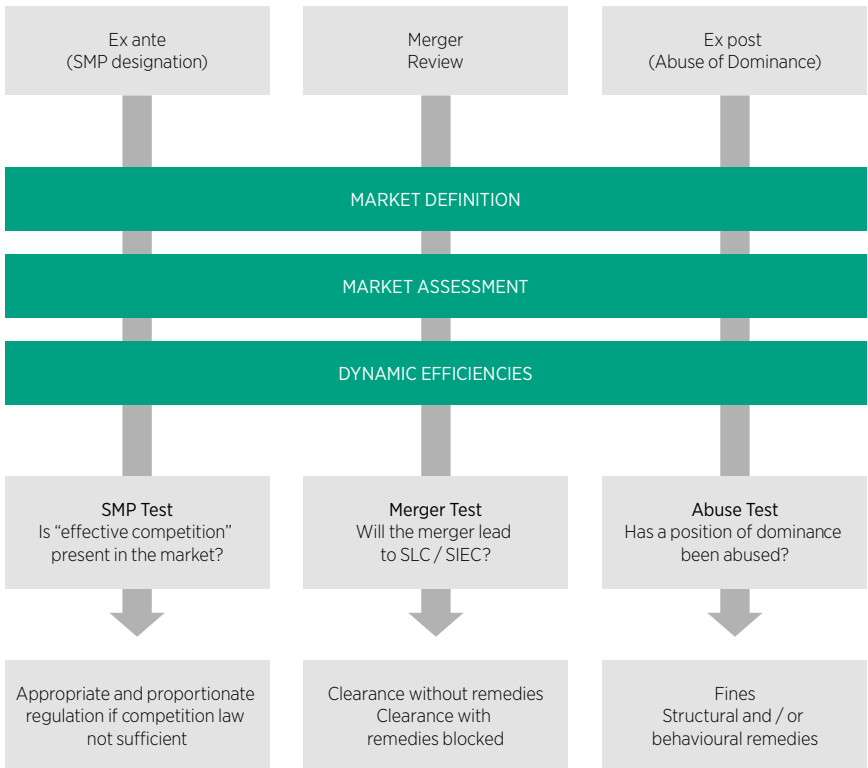 Ex ante
(SMP designation)
Merger
Review
Ex post
(Abuse of Dominance)
MARKET DEFINITION
MARKET ASSESSMENT
DYNAMIC EFFICIENCIES
SMP Test
Is “effective competition”
present in the market?
Merger Test
Will the merger lead
to SLC / SIEC?
Abuse Test
Has a position of dominance
been abused?
Appropriate and proportionate
regulation if competition law
not sufficient
Clearance without remedies
Clearance with
remedies blocked
Fines
Structural and / or
behavioural remedies